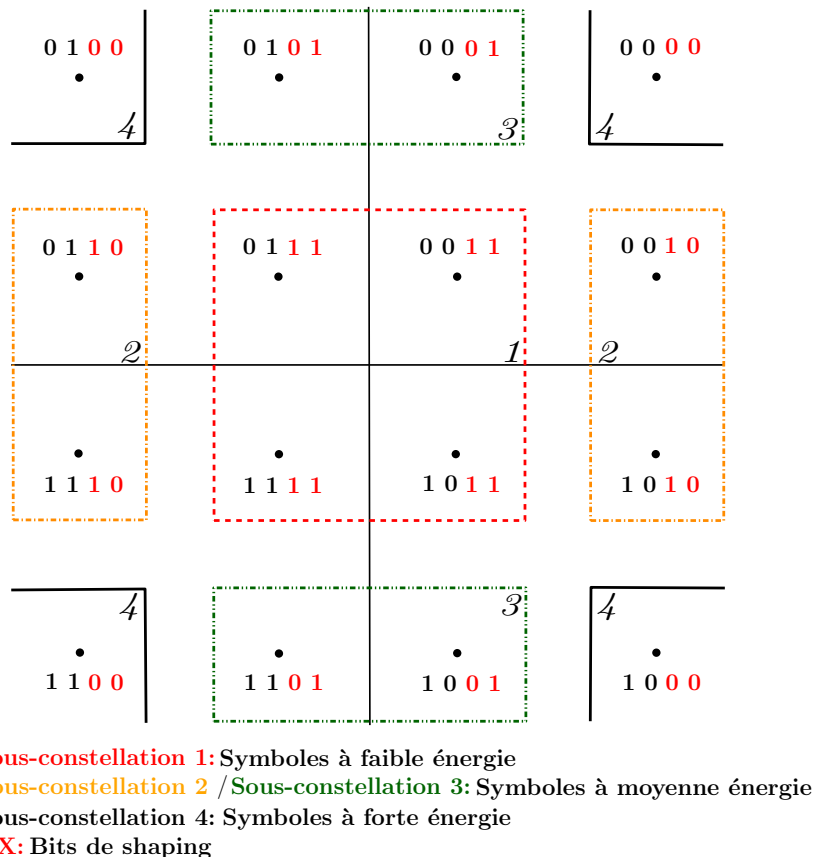 0 1 0 0 0 1 0 1 0 0 0 1 0 0 0 0
4 3 4
0 1 1 0 0 1 1 1 0 0 1 1 0 0 1 0
2 1 2
1 1 1 0 1 1 1 1 1 0 1 1 1 0 1 0
4 3 4
1 1 0 0 1 1 0 1 1 0 0 1 1 0 0 0
ous-constellation 1: Symboles à faible énergie
ous-constellation 2 /Sous-constellation 3: Symboles à moyenne énergie
ous-constellation 4: Symboles à forte énergie
X: Bits de shaping